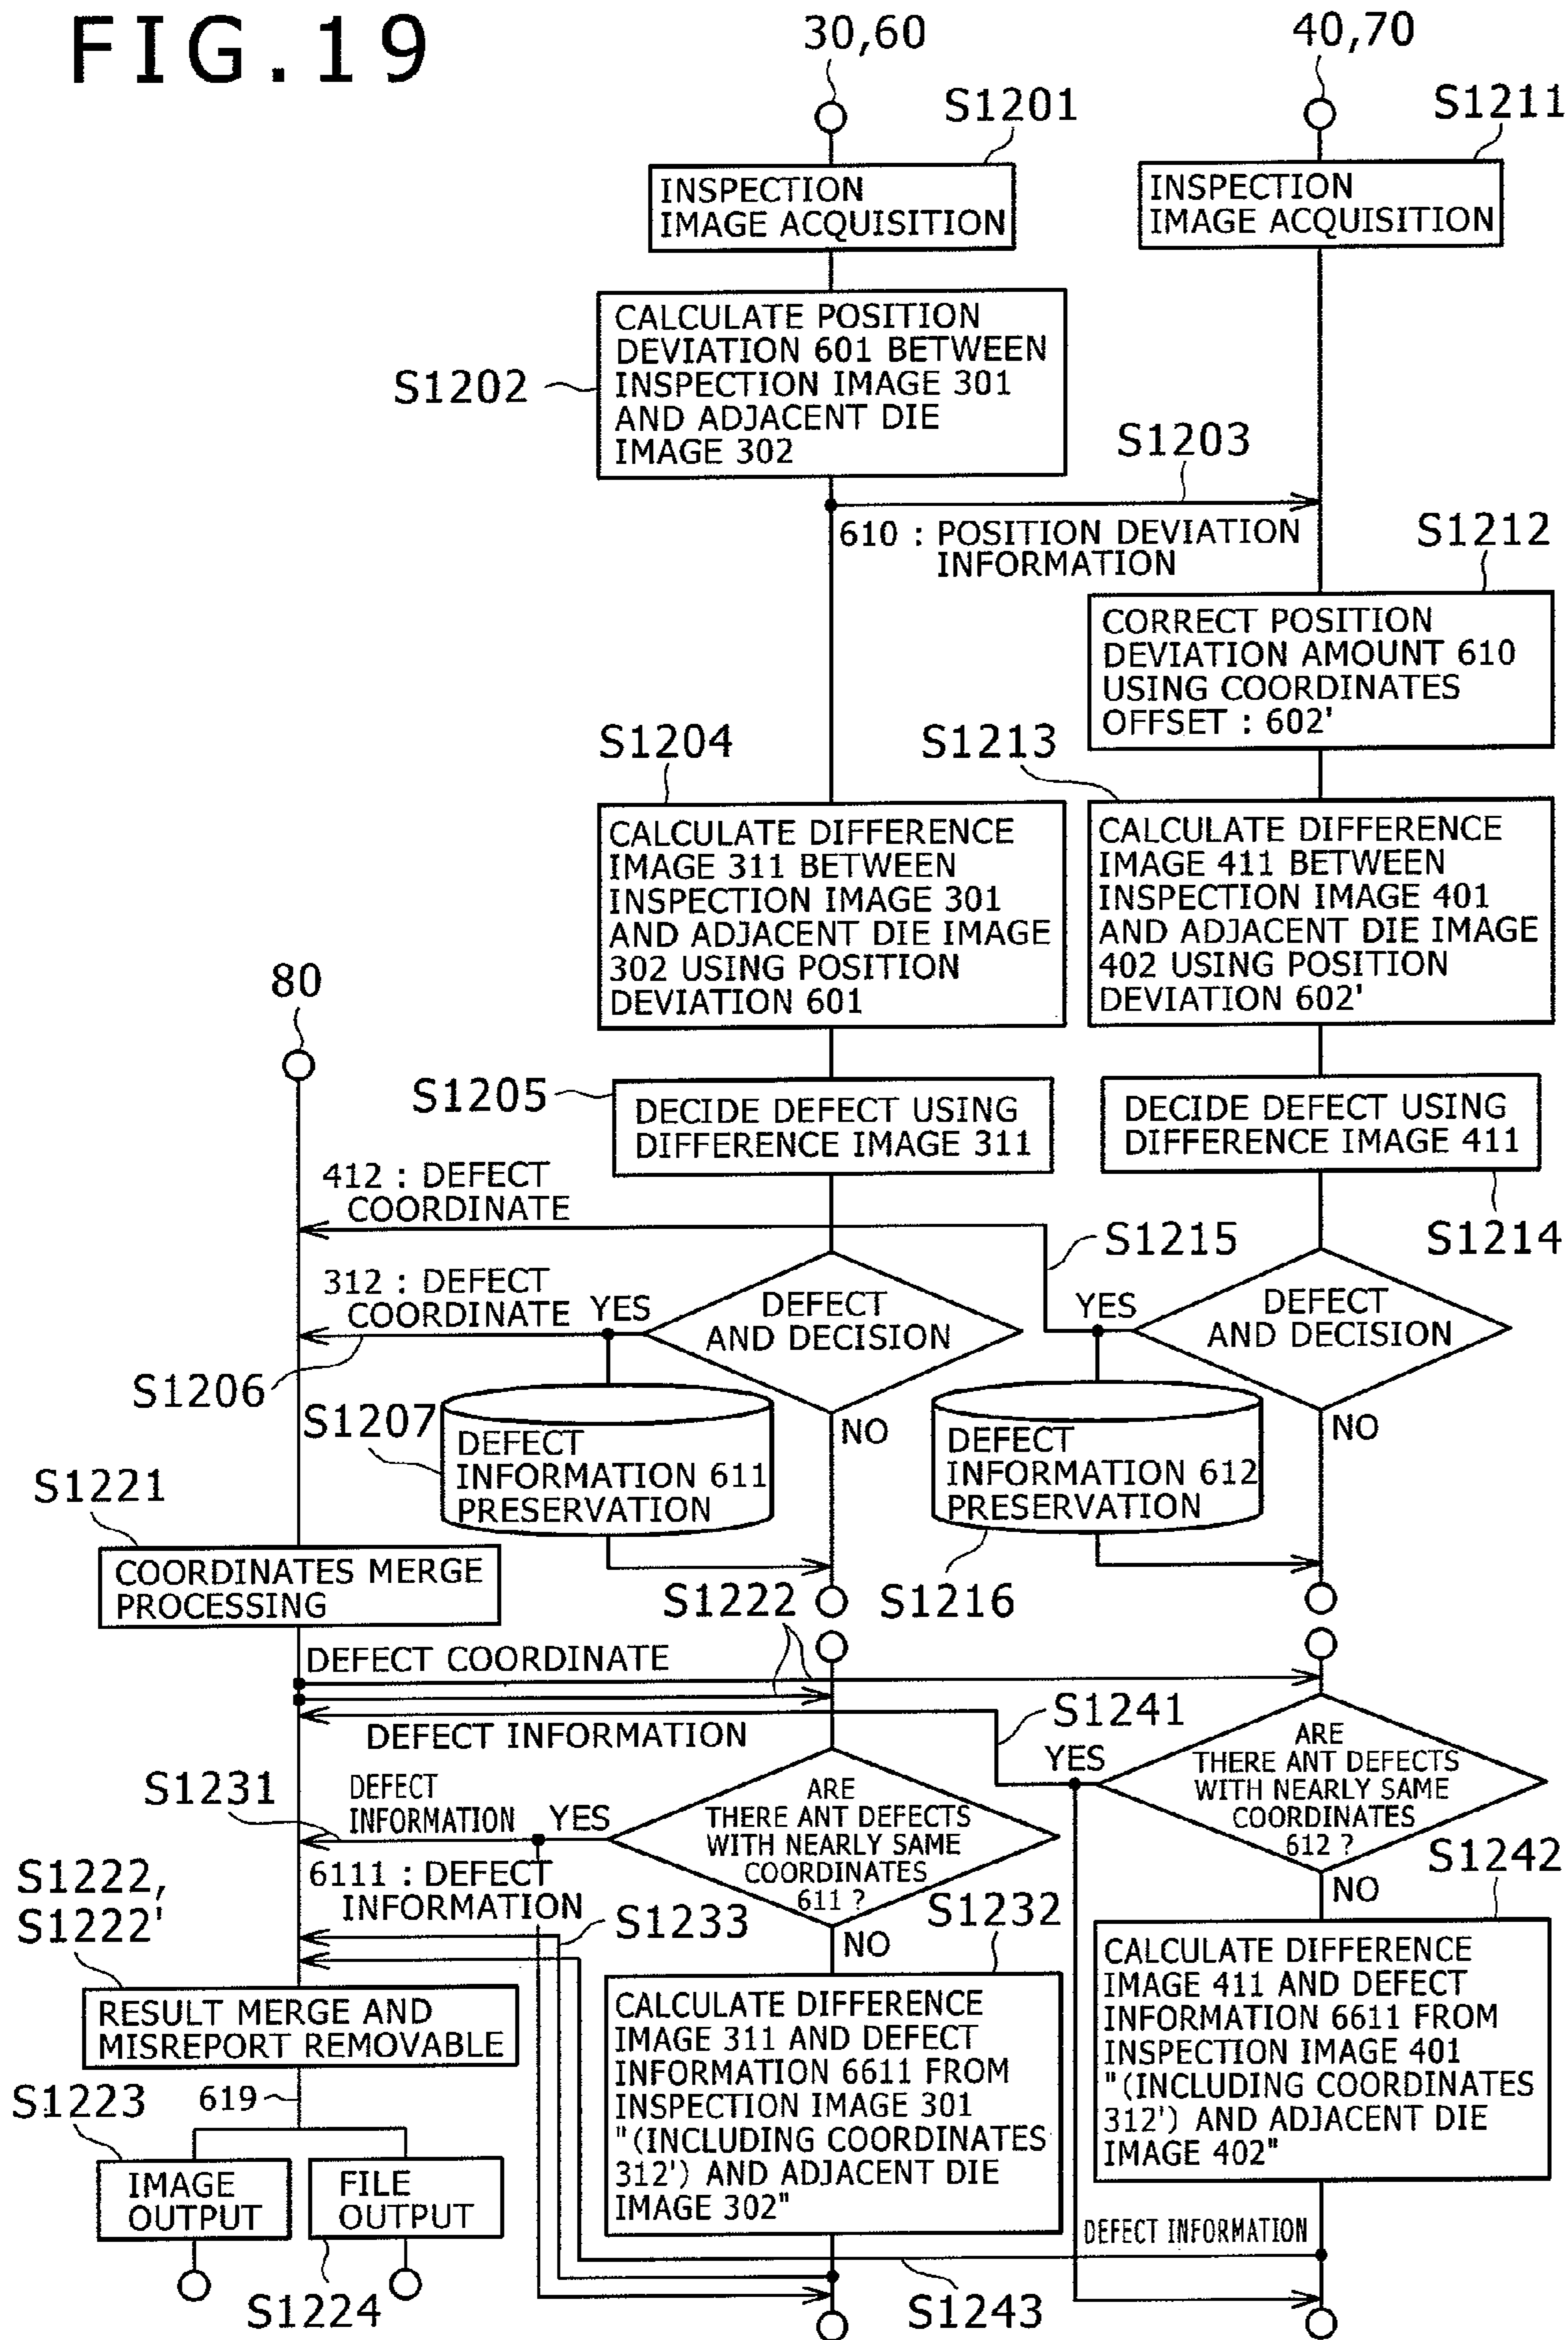 FIG.19
30,60
40,70
S1201
S1211
INSPECTION
IMAGE ACQUISITION
INSPECTION
IMAGE ACQUISITION
S1202
CALCULATE POSITION
DEVIATION 601 BETWEEN
INSPECTION IMAGE 301
AND ADJACENT DIE
IMAGE 302
S1203
610 : POSITION DEVIATION
INFORMATION
S1212
CORRECT POSITION
DEVIATION AMOUNT 610
USING COORDINATES
OFFSET : 602'
S1204
S1213
CALCULATE DIFFERENCE
IMAGE 311 BETWEEN
INSPECTION IMAGE 301
AND ADJACENT DIE IMAGE
302 USING POSITION
DEVIATION 601
CALCULATE DIFFERENCE
IMAGE 411 BETWEEN
INSPECTION IMAGE 401
AND ADJACENT DIE IMAGE
402 USING POSITION
DEVIATION 602'
80
S1205
DECIDE DEFECT USING
DIFFERENCE IMAGE 311
DECIDE DEFECT USING
DIFFERENCE IMAGE 411
412 : DEFECT
COORDINATE
S1215
S1214
312 : DEFECT
COORDINATE
YES
DEFECT
AND DECISION
YES
DEFECT
AND DECISION
S1206
S1207
NO
NO
DEFECT
INFORMATION 611
PRESERVATION
DEFECT
INFORMATION 612
PRESERVATION
S1221
COORDINATES MERGE
PROCESSING
S1222
S1216
DEFECT COORDINATE
DEFECT INFORMATION
S1241
YES
ARE
THERE ANT DEFECTS
WITH NEARLY SAME
COORDINATES
612 ?
S1231
DEFECT
INFORMATION
YES
ARE
THERE ANT DEFECTS
WITH NEARLY SAME
COORDINATES
611 ?
S1242
NO
S1222,
S1222'
6111 : DEFECT
INFORMATION
S1233
S1232
NO
RESULT MERGE AND
MISREPORT REMOVABLE
CALCULATE DIFFERENCE
IMAGE 311 AND DEFECT
INFORMATION 6611 FROM
INSPECTION IMAGE 301
"(INCLUDING COORDINATES
312') AND ADJACENT DIE
IMAGE 302"
CALCULATE DIFFERENCE
IMAGE 411 AND DEFECT
INFORMATION 6611 FROM
INSPECTION IMAGE 401
"(INCLUDING COORDINATES
312') AND ADJACENT DIE
IMAGE 402"
619
S1223
IMAGE
OUTPUT
FILE
OUTPUT
DEFECT INFORMATION
S1224
S1243